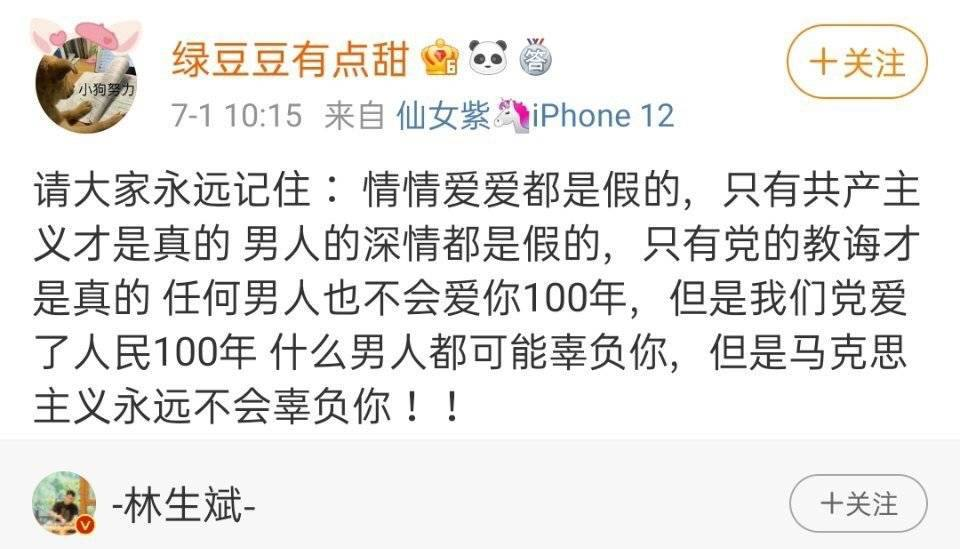 小狗努力
绿豆豆有点甜 6 答
+关注
7-1 10:15 来自 仙女紫🦄iPhone 12
请大家永远记住：情情爱爱都是假的，只有共产主
义才是真的 男人的深情都是假的，只有党的教诲才
是真的 任何男人也不会爱你100年，但是我们党爱
了人民100年 什么男人都可能辜负你，但是马克思
主义永远不会辜负你！！
V
-林生斌-
+关注